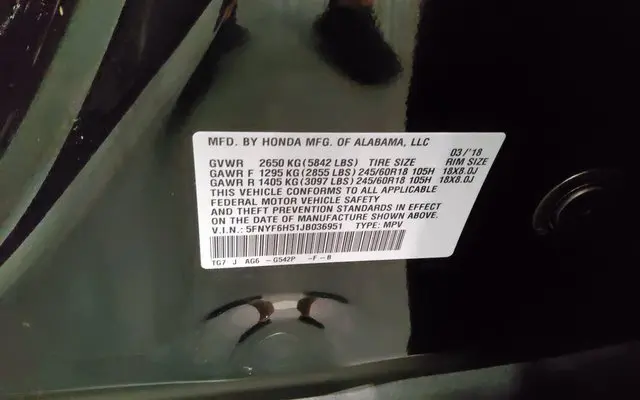 MFD. BY HONDA MFG. OF ALABAMA, LLC
03/'18
GVWR 2650 KG(5842 LBS) TIRE SIZE RIM SIZE
GAWR F 1295 KG(2855 LBS)245/60R18 105H 18X8.0J
GAWR R 1405 KG(3097 LBS)245/60R18 105H 18X8.0J
THIS VEHICLE CONFORMS TO ALL APPLICABLE
FEDERAL MOTOR VEHICLE SAFETY
AND THEFT PREVENTION STANDARDS IN EFFECT
ON THE DATE OF MANUFACTURE SHOWN ABOVE.
V.I.N.: 5FNYF6H51JB036951 TYPE: MPV
TG7 J AG6 - G542P -F - B